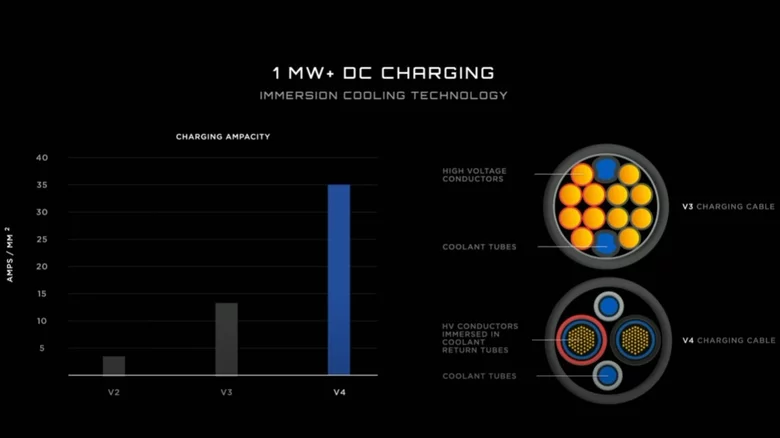 1 MW+ DC CHARGING
IMMERSION COOLING TECHNOLOGY
CHARGING AMPACITY
40
35
30
25
20
15
10
5
AMPS / MM²
V2
V3
V4
HIGH VOLTAGE
CONDUCTORS
V3 CHARGING CABLE
COOLANT TUBES
HV CONDUCTORS
IMMERSED IN
COOLANT
RETURN TUBES
V4 CHARGING CABLE
COOLANT TUBES